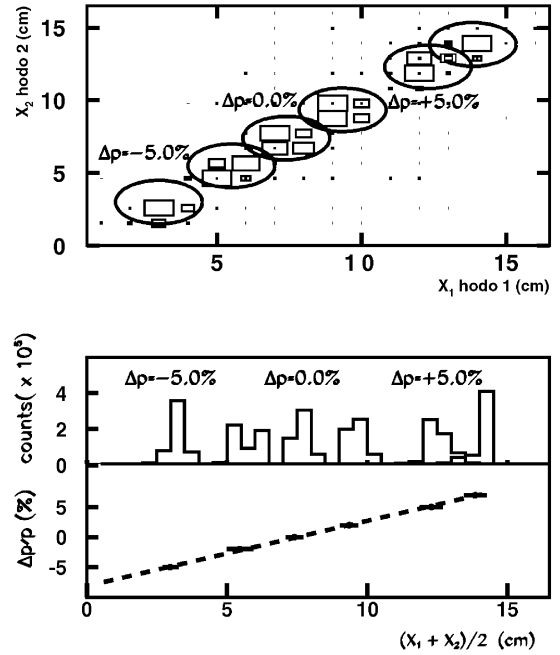 X₂ hodo 2 (cm)
15
10
5
0
Δp=-5.0%
Δp=0.0%
Δp=+5.0%
5
10
15
X₁ hodo 1 (cm)
counts( × 10⁵)
4
2
0
Δp=-5.0%
Δp=0.0%
Δp=+5.0%
Δp/p (%)
5
0
-5
0
5
10
15
(X₁ + X₂)/2 (cm)